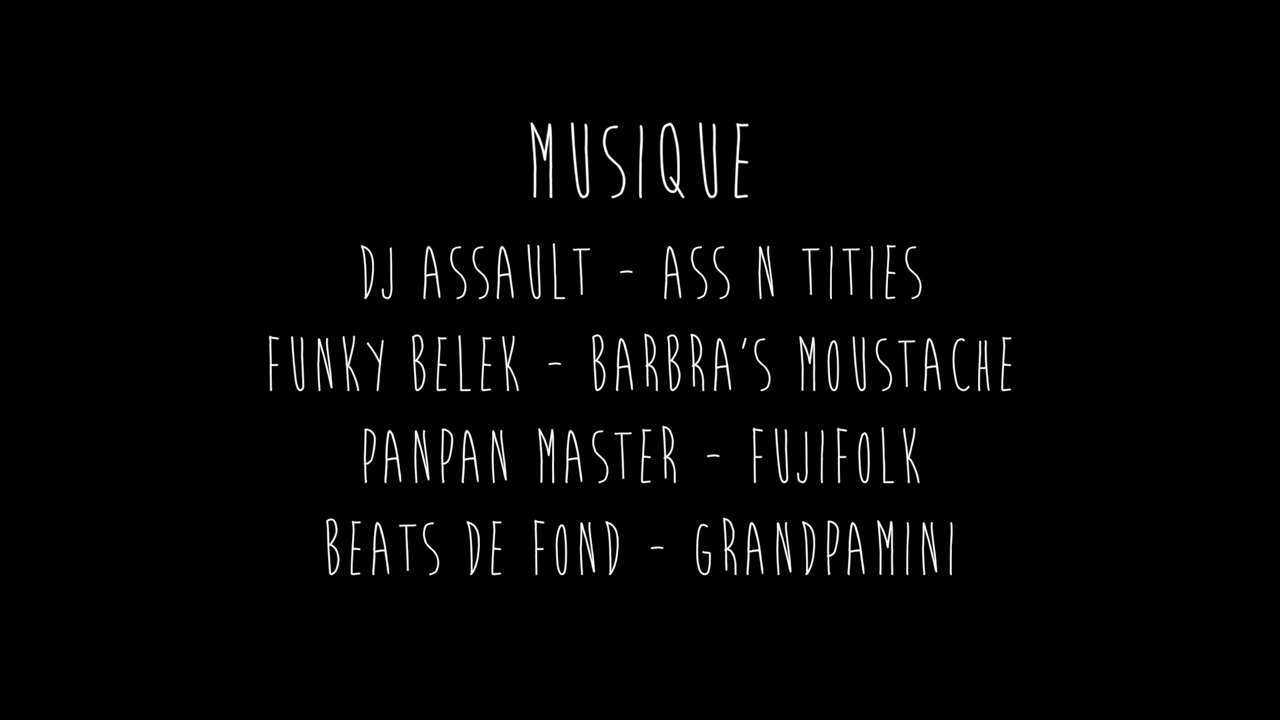 MUSIQUE
DJ ASSAULT - ASS N TITIES
FUNKY BELEK - BARBRA'S MOUSTACHE
PANPAN MASTER - FUJIFOLK
BEATS DE FOND - GRANDPAMINI